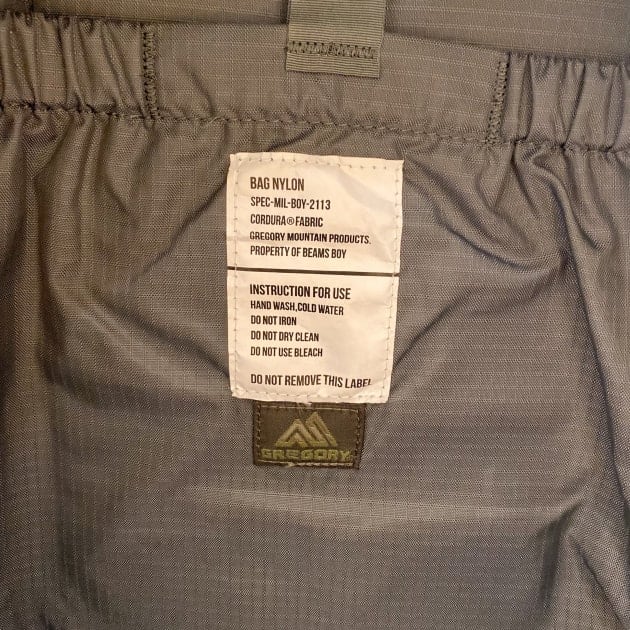 BAG NYLON
SPEC-MIL-BOY-2113
CORDURA®FABRIC
GREGORY MOUNTAIN PRODUCTS.
PROPERTY OF BEAMS BOY
INSTRUCTION FOR USE
HAND WASH,COLD WATER
DO NOT IRON
DO NOT DRY CLEAN
DO NOT USE BLEACH
DO NOT REMOVE THIS LABEL
GREGORY